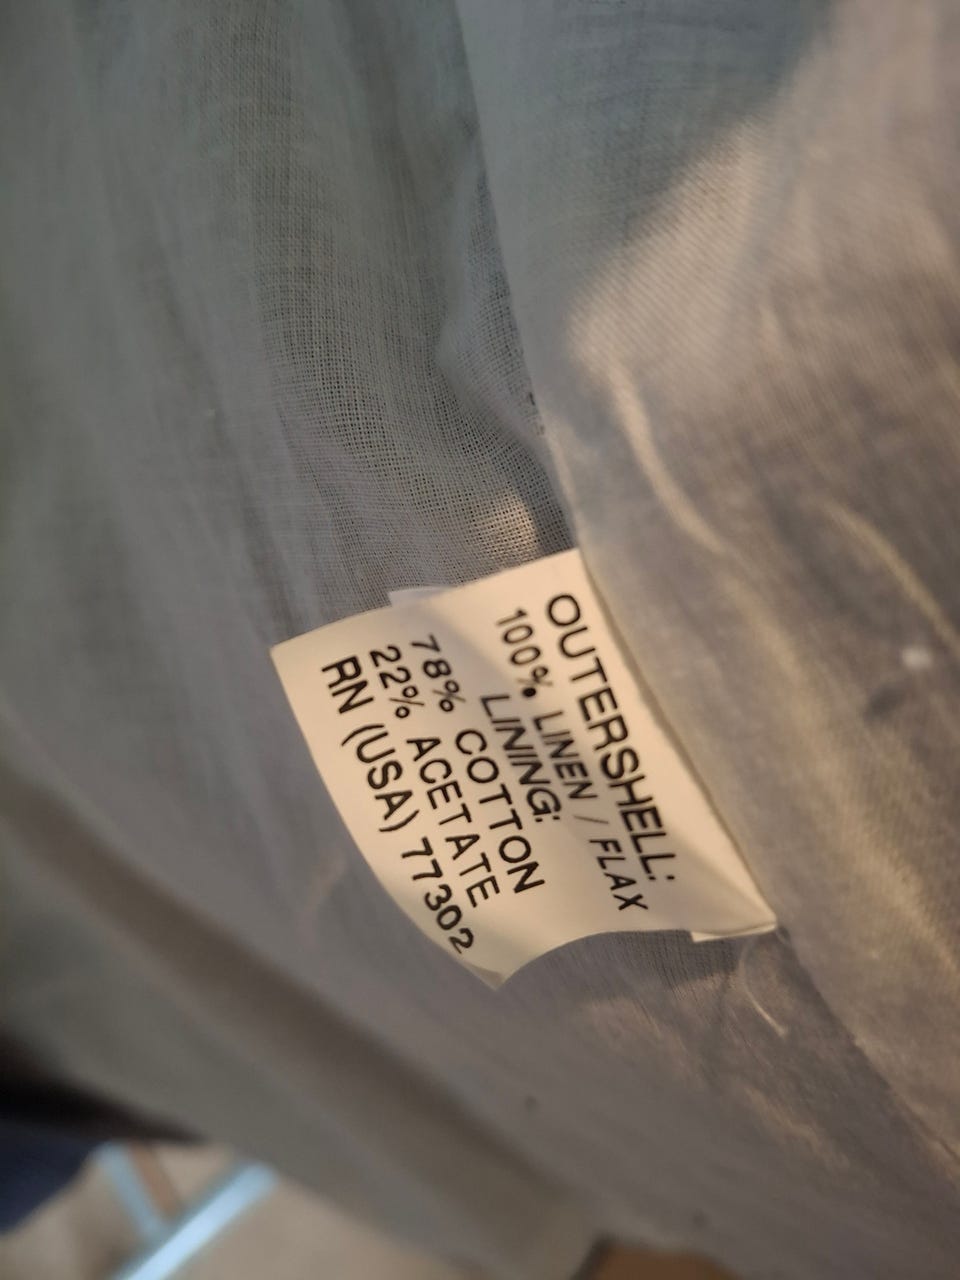 OUTERSHELL:
100% LINEN / FLAX
LINING:
78% COTTON
22% ACETATE
RN (USA) 77302